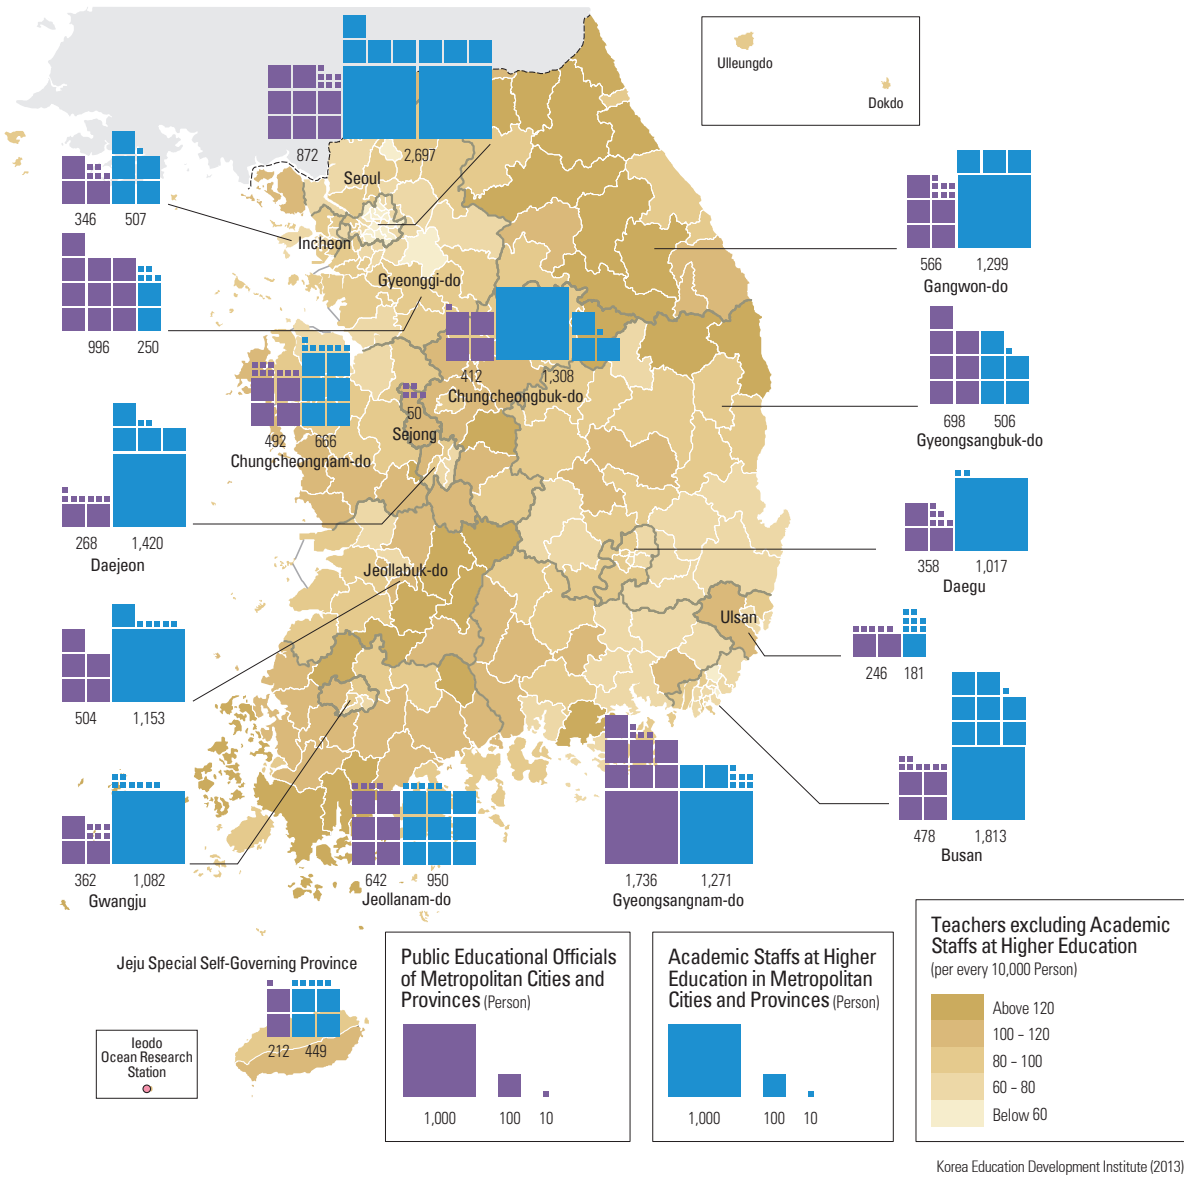 Ulleungdo
Dokdo
872 2,697
Seoul
346 507
Incheon
566 1,299
Gangwon-do
Gyeonggi-do
996 250
412 1,308
Chungcheongbuk-do
50
Sejong
492 666
Chungcheongnam-do
698 506
Gyeongsangbuk-do
268 1,420
Daejeon
358 1,017
Daegu
Jeollabuk-do
Ulsan
246 181
504 1,153
478 1,813
Busan
362 1,082
Gwangju
642 950
Jeollanam-do
1,736 1,271
Gyeongsangnam-do
Jeju Special Self-Governing Province
212 449
Ieodo
Ocean Research
Station
Public Educational Officials
of Metropolitan Cities and
Provinces (Person)
1,000 100 10
Academic Staffs at Higher
Education in Metropolitan
Cities and Provinces (Person)
1,000 100 10
Teachers excluding Academic
Staffs at Higher Education
(per every 10,000 Person)
Above 120
100 – 120
80 – 100
60 – 80
Below 60
Korea Education Development Institute (2013)